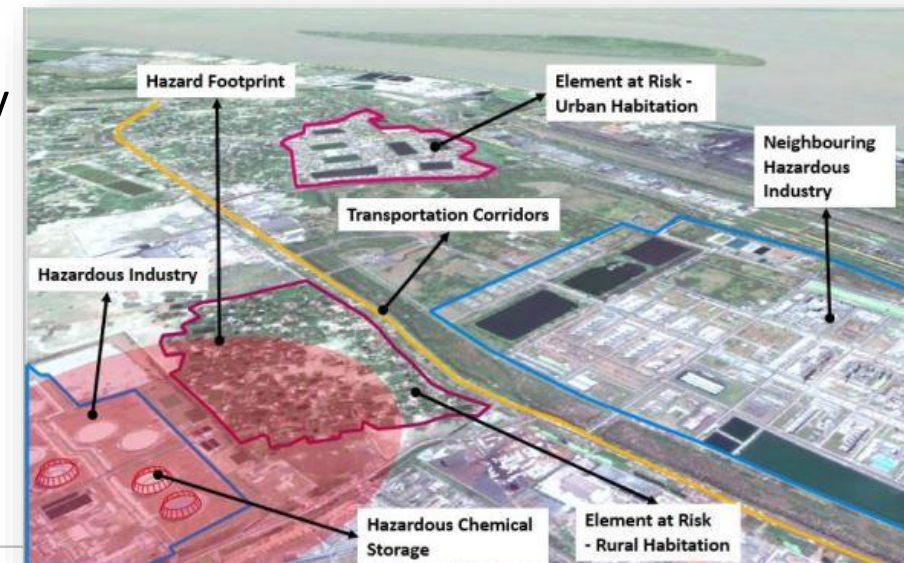 y
Hazard Footprint
Element at Risk -
Urban Habitation
Neighbouring
Hazardous
Industry
Transportation Corridors
Hazardous Industry
Hazardous Chemical
Storage
Element at Risk
- Rural Habitation